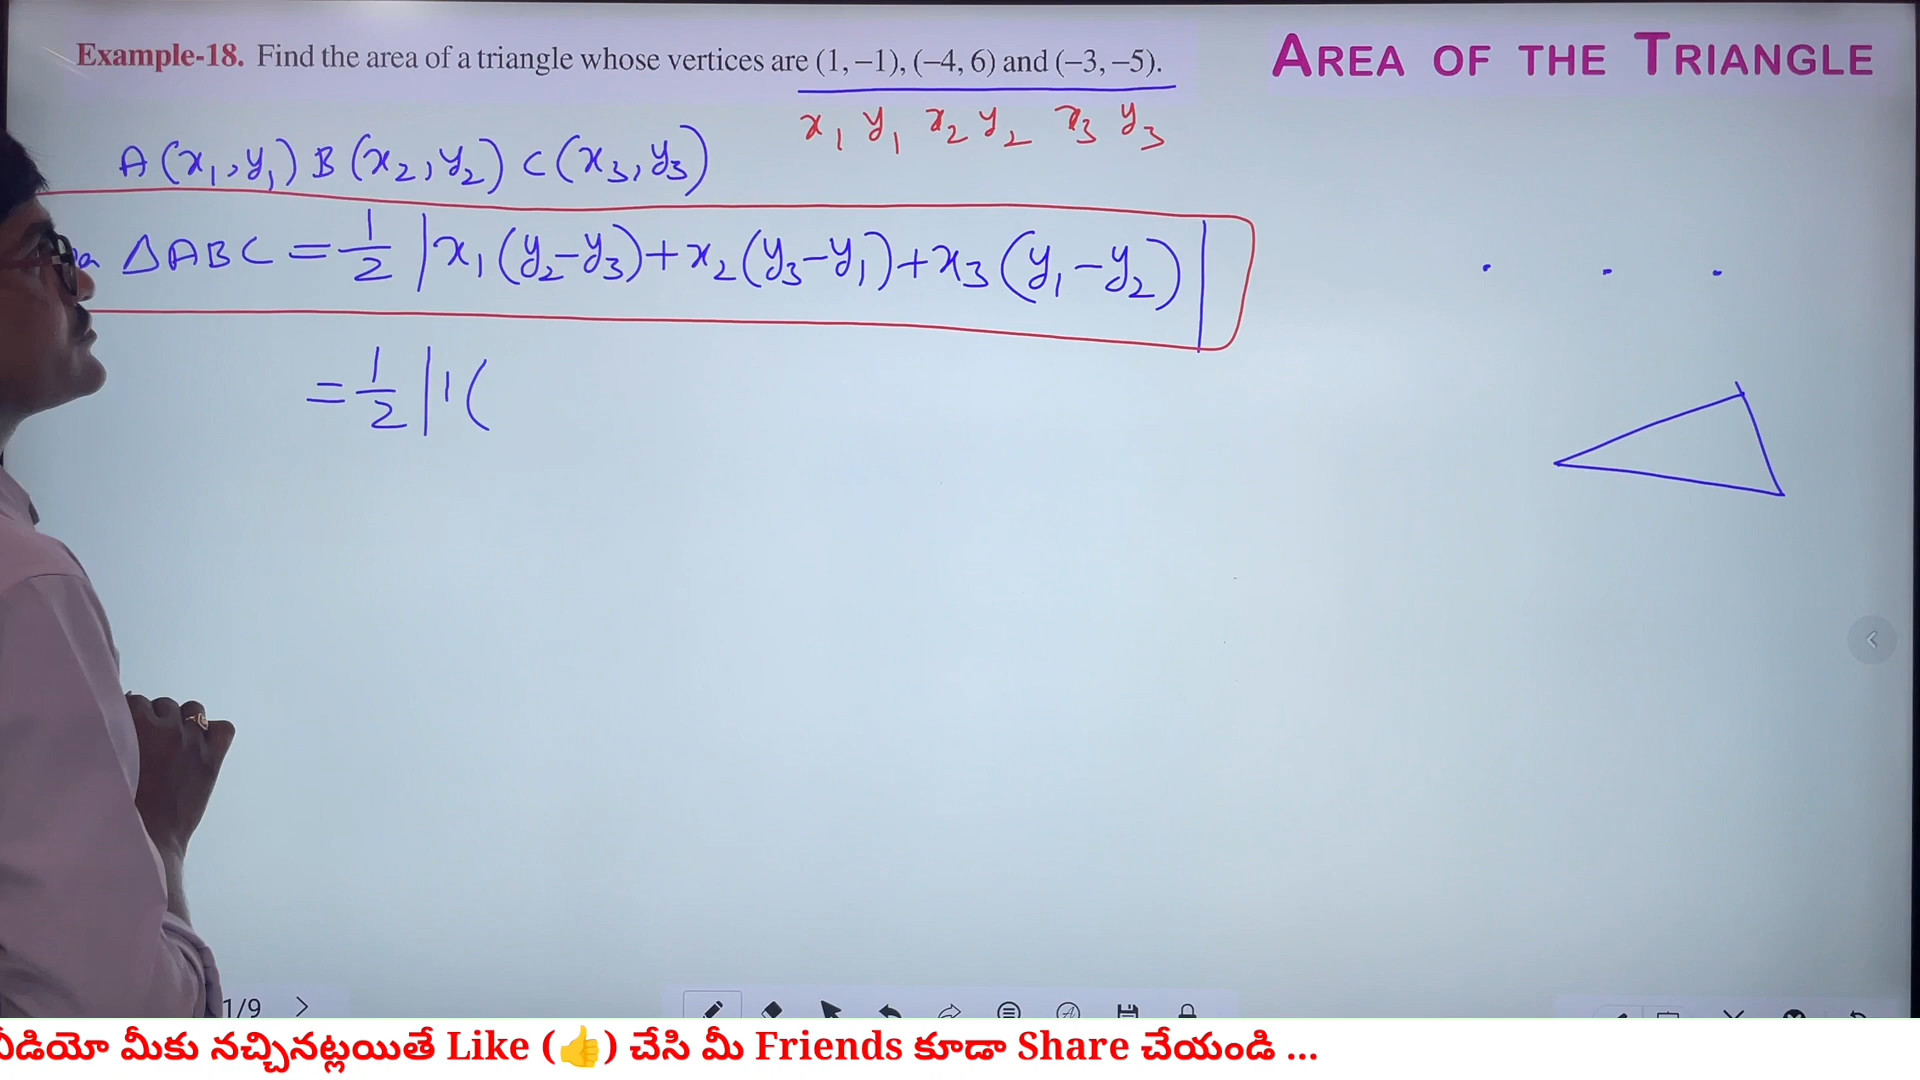 Example-18. Find the area of a triangle whose vertices are (1, –1), (–4, 6) and (–3, –5).
AREA OF THE TRIANGLE
x₁ y₁ x₂ y₂ x₃ y₃
A(x₁, y₁) B(x₂, y₂) C(x₃, y₃)
ΔABC = 1/2 |x₁(y₂–y₃)+x₂(y₃–y₁)+x₃(y₁–y₂)|
= 1/2 |1(
1/9
మీకు నచ్చినట్లయితే Like (👍) చేసి మీ Friends కూడా Share చేయండి ...